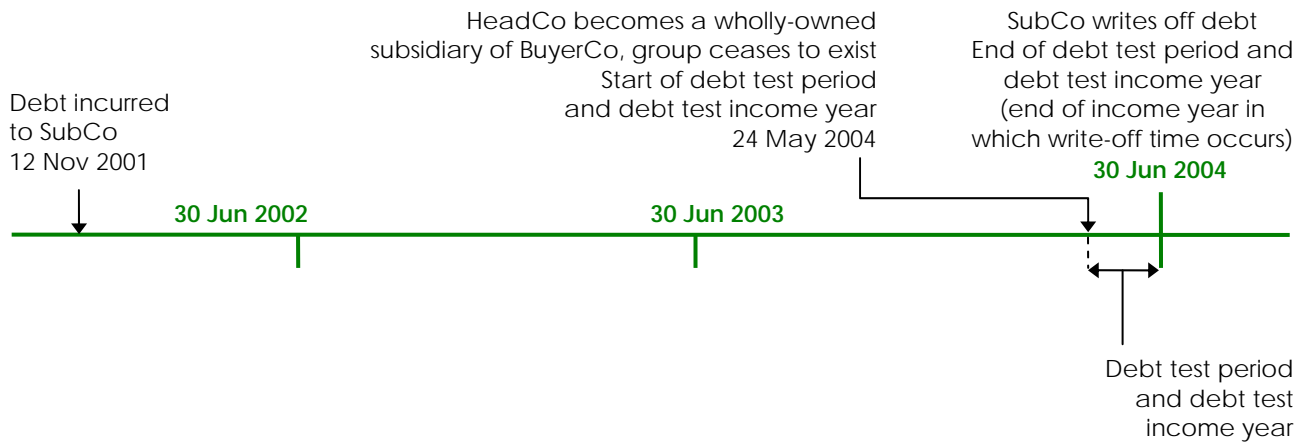 Debt incurred
to SubCo
12 Nov 2001
HeadCo becomes a wholly-owned
subsidiary of BuyerCo, group ceases to exist
Start of debt test period
and debt test income year
24 May 2004
SubCo writes off debt
End of debt test period and
debt test income year
(end of income year in
which write-off time occurs)
30 Jun 2004
30 Jun 2002
30 Jun 2003
Debt test period
and debt test
income year